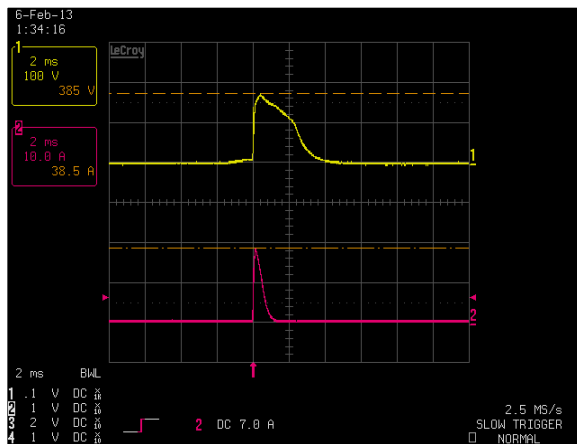 6-Feb-13
1:34:16
LeCroy
1
2 ms
100 V
385 V
2
2 ms
10.0 A
38.5 A
1
2
2 ms BWL
1 .1 V DC
2 1 V DC
3 2 V DC
4 1 V DC
2 DC 7.0 A
2.5 MS/s
SLOW TRIGGER
NORMAL